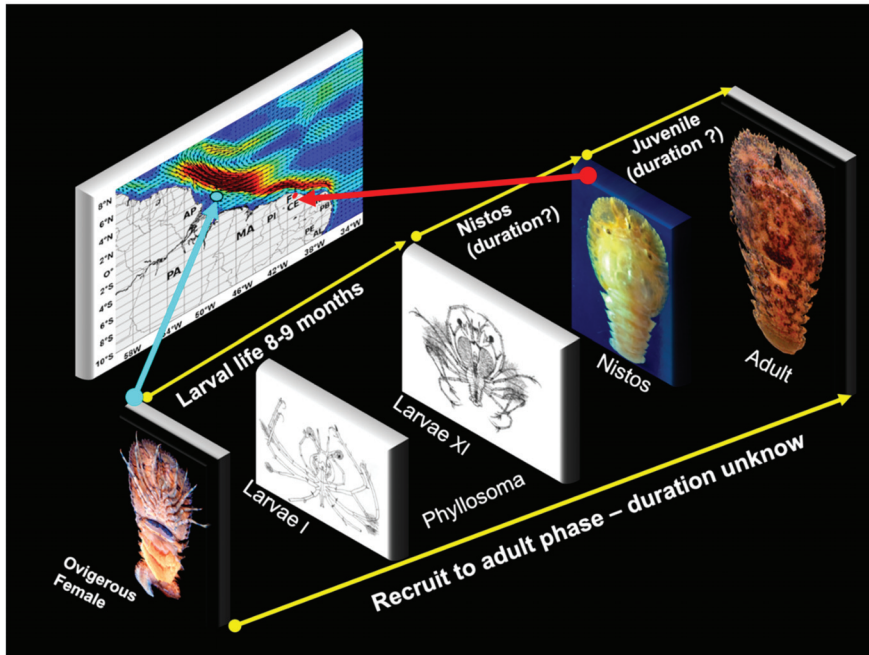 8°N
6°N
4°N
2°N
O°
2°S
4°S
6°S
8°S
10°S
58°W
54°W
50°W
46°W
42°W
38°W
34°W
AP
PA
MA
PI
CE
PB
PE
AL
Larval life 8-9 months
Nistos
(duration?)
Juvenile
(duration ?)
Ovigerous
Female
Larvae I
Larvae XI
Phyllosoma
Nistos
Adult
Recruit to adult phase – duration unknow